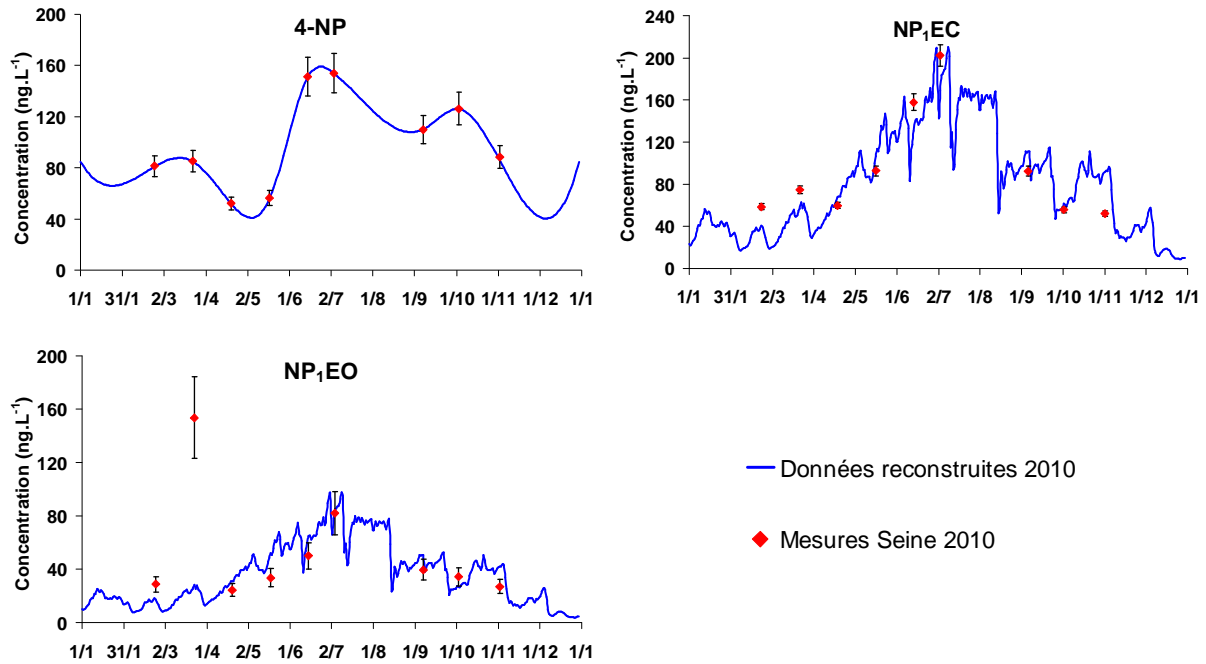 4-NP
Concentration (ng.L-1)
200
160
120
80
40
0
1/1 31/1 2/3 1/4 2/5 1/6 2/7 1/8 1/9 1/10 1/11 1/12 1/1
NP1EC
Concentration (ng.L-1)
240
200
160
120
80
40
0
1/1 31/1 2/3 1/4 2/5 1/6 2/7 1/8 1/9 1/10 1/11 1/12 1/1
NP1EO
Concentration (ng.L-1)
200
160
120
80
40
0
1/1 31/1 2/3 1/4 2/5 1/6 2/7 1/8 1/9 1/10 1/11 1/12 1/1
Données reconstruites 2010
Mesures Seine 2010